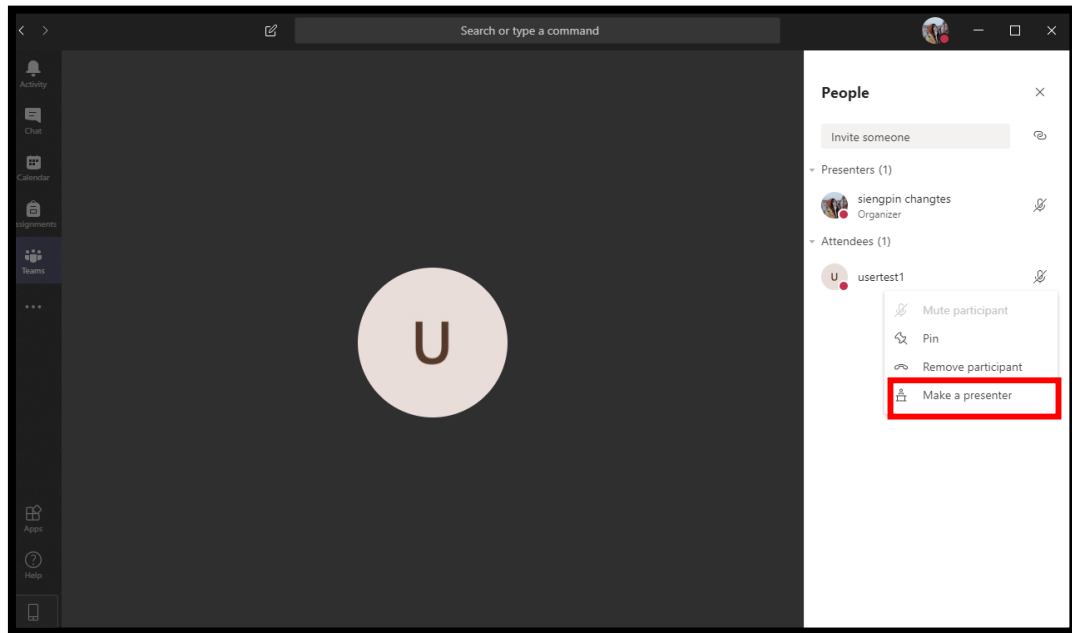 Search or type a command
Activity
Chat
Calendar
ssignments
Teams
Apps
Help
U
People
Invite someone
Presenters (1)
siengpin changtes
Organizer
Attendees (1)
U usertest1
Mute participant
Pin
Remove participant
Make a presenter